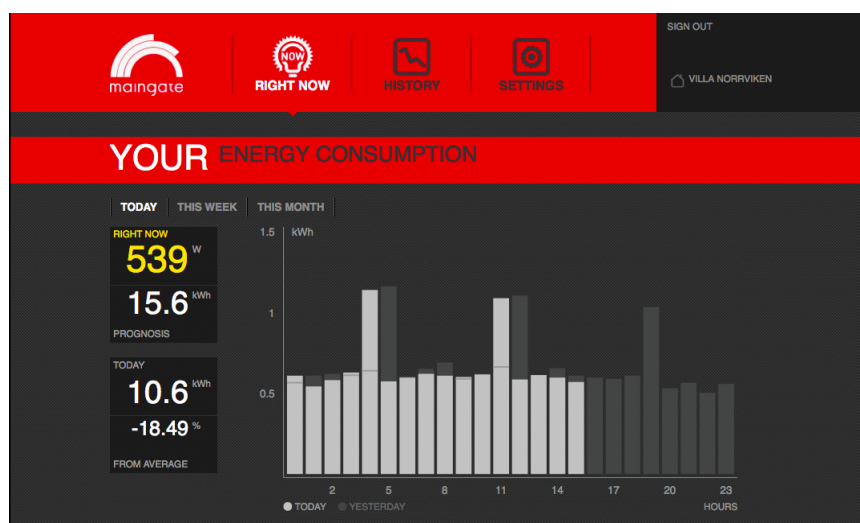 SIGN OUT
maingate
NOW
RIGHT NOW
HISTORY
SETTINGS
VILLA NORRVIKEN
YOUR ENERGY CONSUMPTION
TODAY THIS WEEK THIS MONTH
RIGHT NOW
539 W
15.6 kWh
PROGNOSIS
TODAY
10.6 kWh
-18.49 %
FROM AVERAGE
1.5 kWh
1
0.5
2 5 8 11 14 17 20 23
TODAY YESTERDAY HOURS